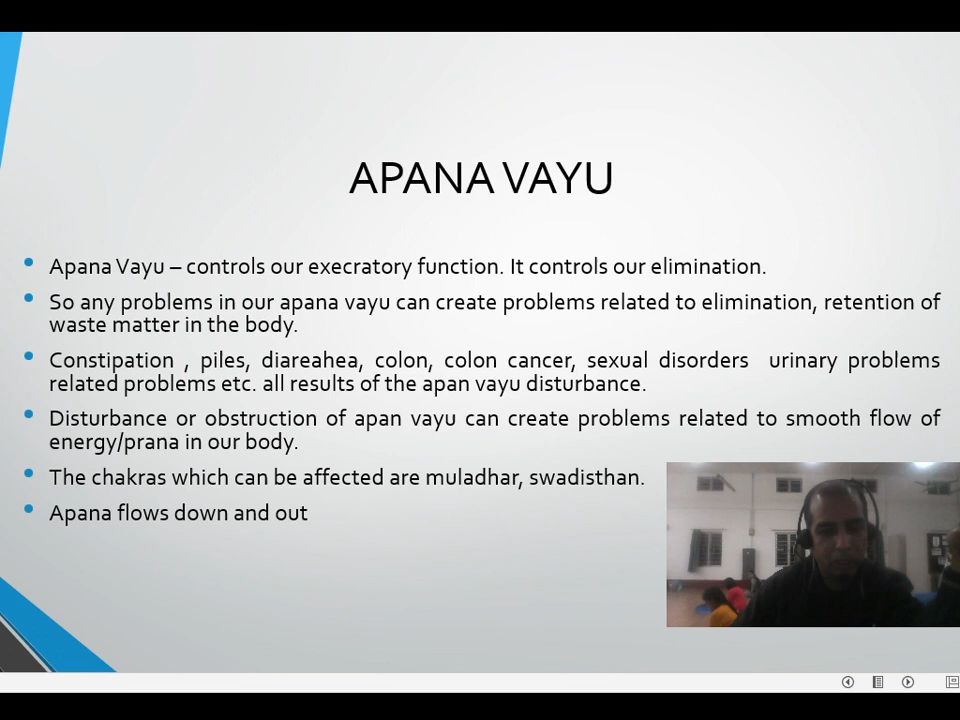 APANA VAYU
Apana Vayu – controls our execratory function. It controls our elimination.
So any problems in our apana vayu can create problems related to elimination, retention of
waste matter in the body.
Constipation , piles, diareahea, colon, colon cancer, sexual disorders urinary problems
related problems etc. all results of the apan vayu disturbance.
Disturbance or obstruction of apan vayu can create problems related to smooth flow of
energy/prana in our body.
The chakras which can be affected are muladhar, swadisthan.
Apana flows down and out